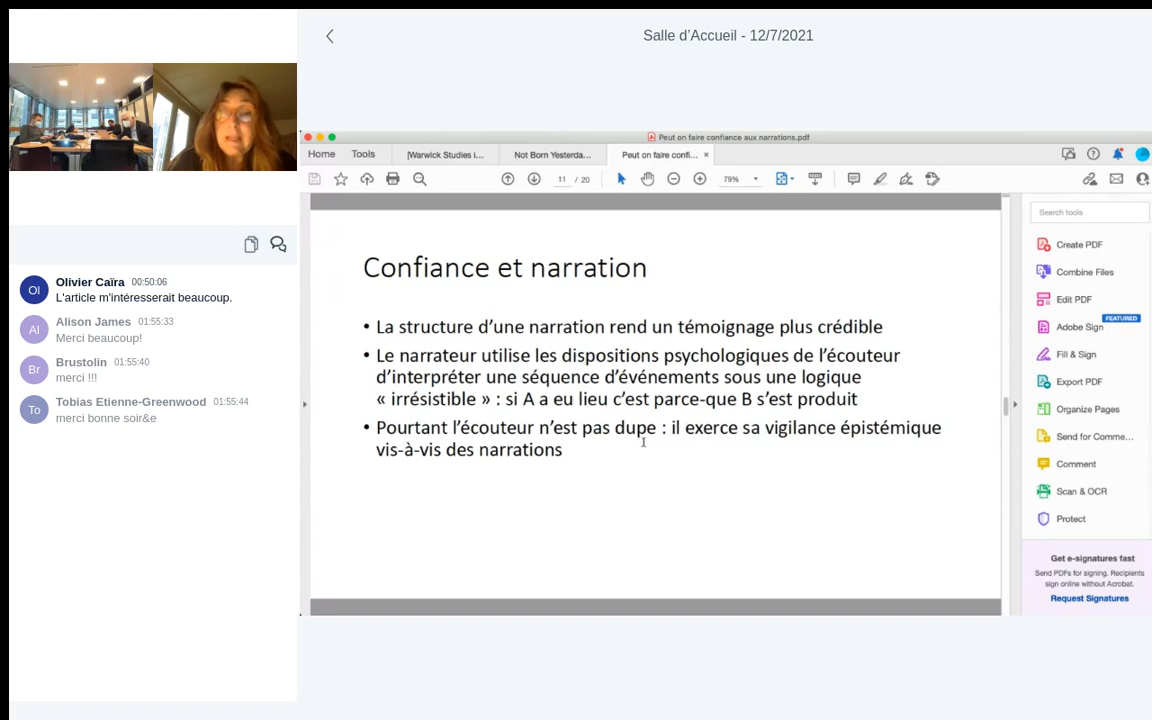 Salle d'Accueil - 12/7/2021
Peut on faire confiance aux narrations.pdf
Home Tools [Warwick Studies i... Not Born Yesterda... Peut on faire confi... ×
11 / 20 79%
Search tools
Create PDF
Combine Files
Edit PDF
FEATURED
Adobe Sign
Fill & Sign
Export PDF
Organize Pages
Send for Comme...
Comment
Scan & OCR
Protect
Get e-signatures fast
Send PDFs for signing. Recipients
sign online without Acrobat.
Request Signatures
Confiance et narration
• La structure d'une narration rend un témoignage plus crédible
• Le narrateur utilise les dispositions psychologiques de l'écouteur
d'interpréter une séquence d'événements sous une logique
« irrésistible » : si A a eu lieu c'est parce-que B s'est produit
• Pourtant l'écouteur n'est pas dupe : il exerce sa vigilance épistémique
vis-à-vis des narrations
Ol Olivier Caïra 00:50:06
L'article m'intéresserait beaucoup.
Al Alison James 01:55:33
Merci beaucoup!
Br Brustolin 01:55:40
merci !!!
To Tobias Etienne-Greenwood 01:55:44
merci bonne soir&e